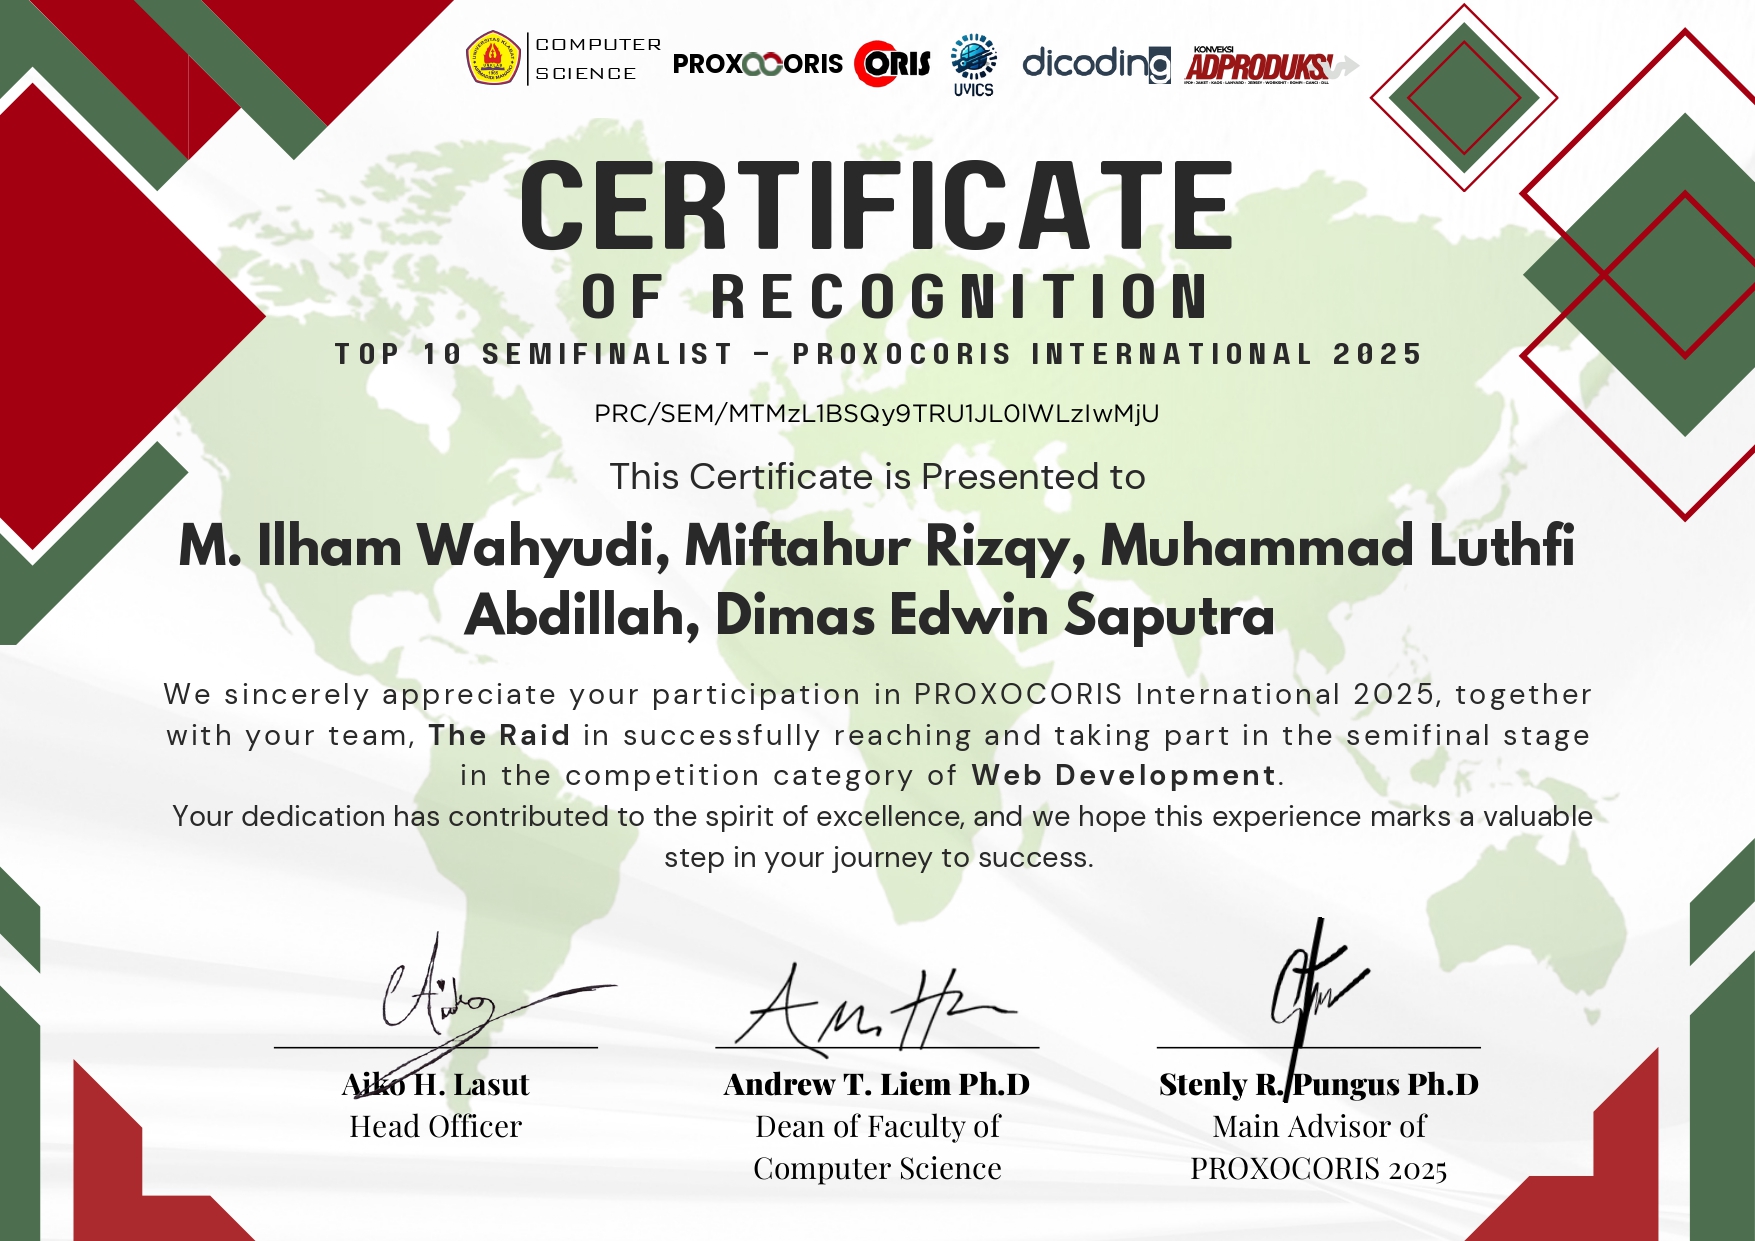 COMPUTER
SCIENCE
PROXOCORIS
CORIS
UVICS
dicoding
KONVEKSI
ADPRODUKSI
CERTIFICATE
OF RECOGNITION
TOP 10 SEMIFINALIST – PROXOCORIS INTERNATIONAL 2025
PRC/SEM/MTMzL1BSQy9TRU1JL0lWLzIwMjU
This Certificate is Presented to
M. Ilham Wahyudi, Miftahur Rizqy, Muhammad Luthfi
Abdillah, Dimas Edwin Saputra
We sincerely appreciate your participation in PROXOCORIS International 2025, together
with your team, The Raid in successfully reaching and taking part in the semifinal stage
in the competition category of Web Development.
Your dedication has contributed to the spirit of excellence, and we hope this experience marks a valuable
step in your journey to success.
Aiko H. Lasut
Head Officer
Andrew T. Liem Ph.D
Dean of Faculty of
Computer Science
Stenly R. Pungus Ph.D
Main Advisor of
PROXOCORIS 2025